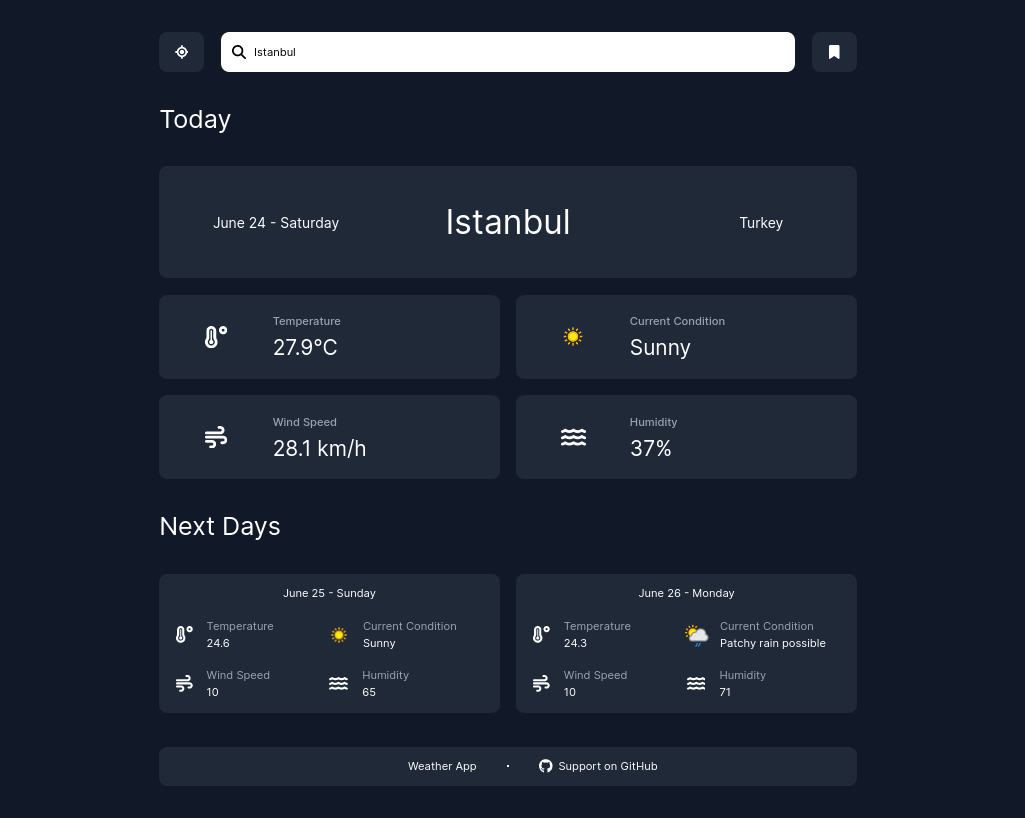 Istanbul
Today
June 24 - Saturday
Istanbul
Turkey
Temperature
27.9°C
Current Condition
Sunny
Wind Speed
28.1 km/h
Humidity
37%
Next Days
June 25 - Sunday
Temperature
24.6
Current Condition
Sunny
Wind Speed
10
Humidity
65
June 26 - Monday
Temperature
24.3
Current Condition
Patchy rain possible
Wind Speed
10
Humidity
71
Weather App · Support on GitHub